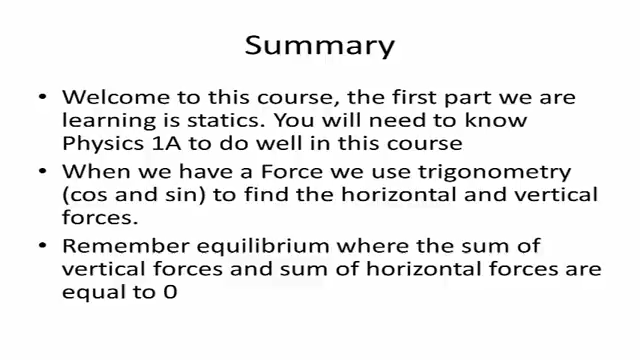 Summary
• Welcome to this course, the first part we are
learning is statics. You will need to know
Physics 1A to do well in this course
• When we have a Force we use trigonometry
(cos and sin) to find the horizontal and vertical
forces.
• Remember equilibrium where the sum of
vertical forces and sum of horizontal forces are
equal to 0